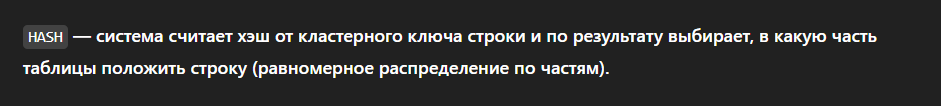 HASH — система считает хэш от кластерного ключа строки и по результату выбирает, в какую часть
таблицы положить строку (равномерное распределение по частям).